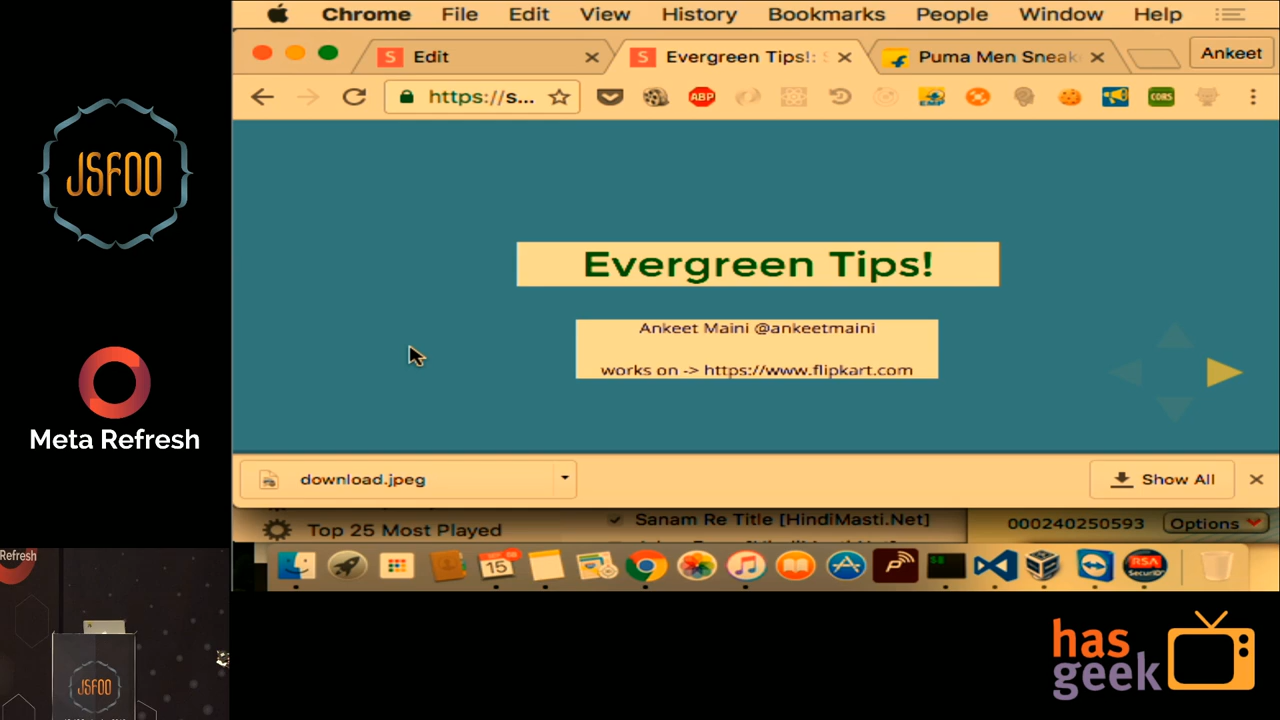 Chrome File Edit View History Bookmarks People Window Help
Edit
Evergreen Tips!:
Puma Men Sneak
Ankeet
https://s...
ABP
CORS
JSFOO
Evergreen Tips!
Ankeet Maini @ankeetmaini
works on -> https://www.flipkart.com
Meta Refresh
download.jpeg
Show All
Top 25 Most Played
Sanam Re Title [HindiMasti.Net]
000240250593
Options
15
RSA
SecurID
Refresh
JSFOO
has
geek